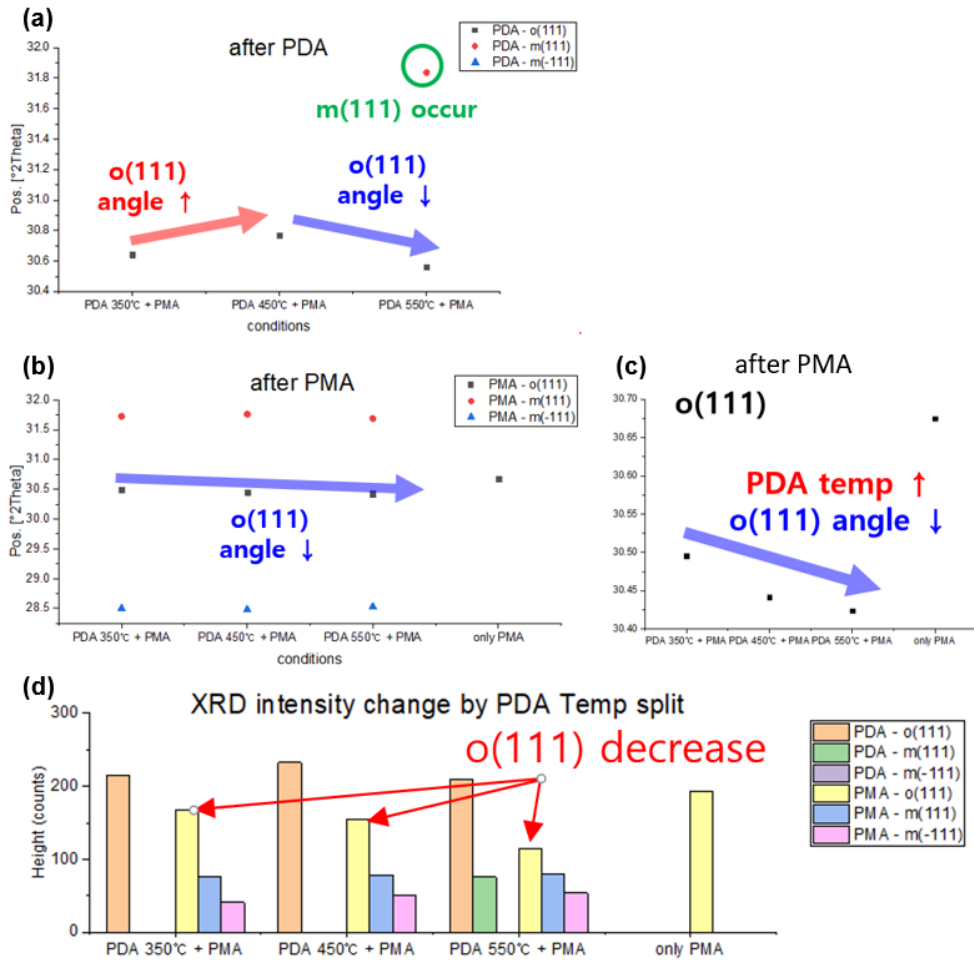 (a)
after PDA
PDA - o(111)
PDA - m(111)
PDA - m(-111)
32.0
31.8
31.6
31.4
31.2
31.0
30.8
30.6
30.4
Pos. [°2Theta]
m(111) occur
o(111)
angle ↑
o(111)
angle ↓
PDA 350℃ + PMA
PDA 450℃ + PMA
PDA 550℃ + PMA
conditions
(b)
after PMA
PMA - o(111)
PMA - m(111)
PMA - m(-111)
32.0
31.5
31.0
30.5
30.0
29.5
29.0
28.5
Pos. [°2Theta]
o(111)
angle ↓
PDA 350℃ + PMA
PDA 450℃ + PMA
PDA 550℃ + PMA
only PMA
conditions
(c)
after PMA
o(111)
30.70
30.65
30.60
30.55
30.50
30.45
30.40
PDA temp ↑
o(111) angle ↓
PDA 350℃ + PMA
PDA 450℃ + PMA
PDA 550℃ + PMA
only PMA
(d)
XRD intensity change by PDA Temp split
o(111) decrease
300
200
100
0
Height (counts)
PDA 350℃ + PMA
PDA 450℃ + PMA
PDA 550℃ + PMA
only PMA
PDA - o(111)
PDA - m(111)
PDA - m(-111)
PMA - o(111)
PMA - m(111)
PMA - m(-111)